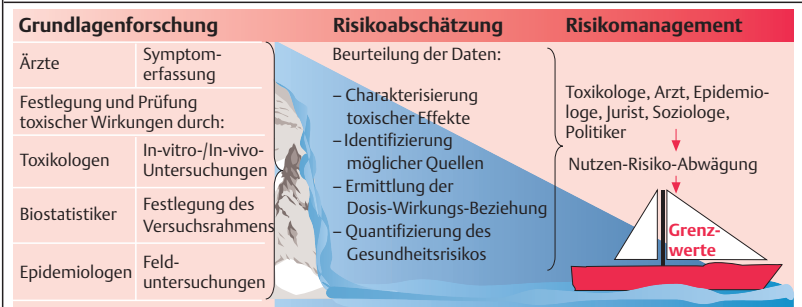 Grundlagenforschung
Ärzte
Symptom-
erfassung
Festlegung und Prüfung
toxischer Wirkungen durch:
Toxikologen
In-vitro-/In-vivo-
Untersuchungen
Biostatistiker
Festlegung des
Versuchsrahmens
Epidemiologen
Feld-
untersuchungen
Risikoabschätzung
Beurteilung der Daten:
– Charakterisierung
toxischer Effekte
– Identifizierung
möglicher Quellen
– Ermittlung der
Dosis-Wirkungs-Beziehung
– Quantifizierung des
Gesundheitsrisikos
Risikomanagement
Toxikologe, Arzt, Epidemio-
loge, Jurist, Soziologe,
Politiker
Nutzen-Risiko-Abwägung
Grenz-
werte